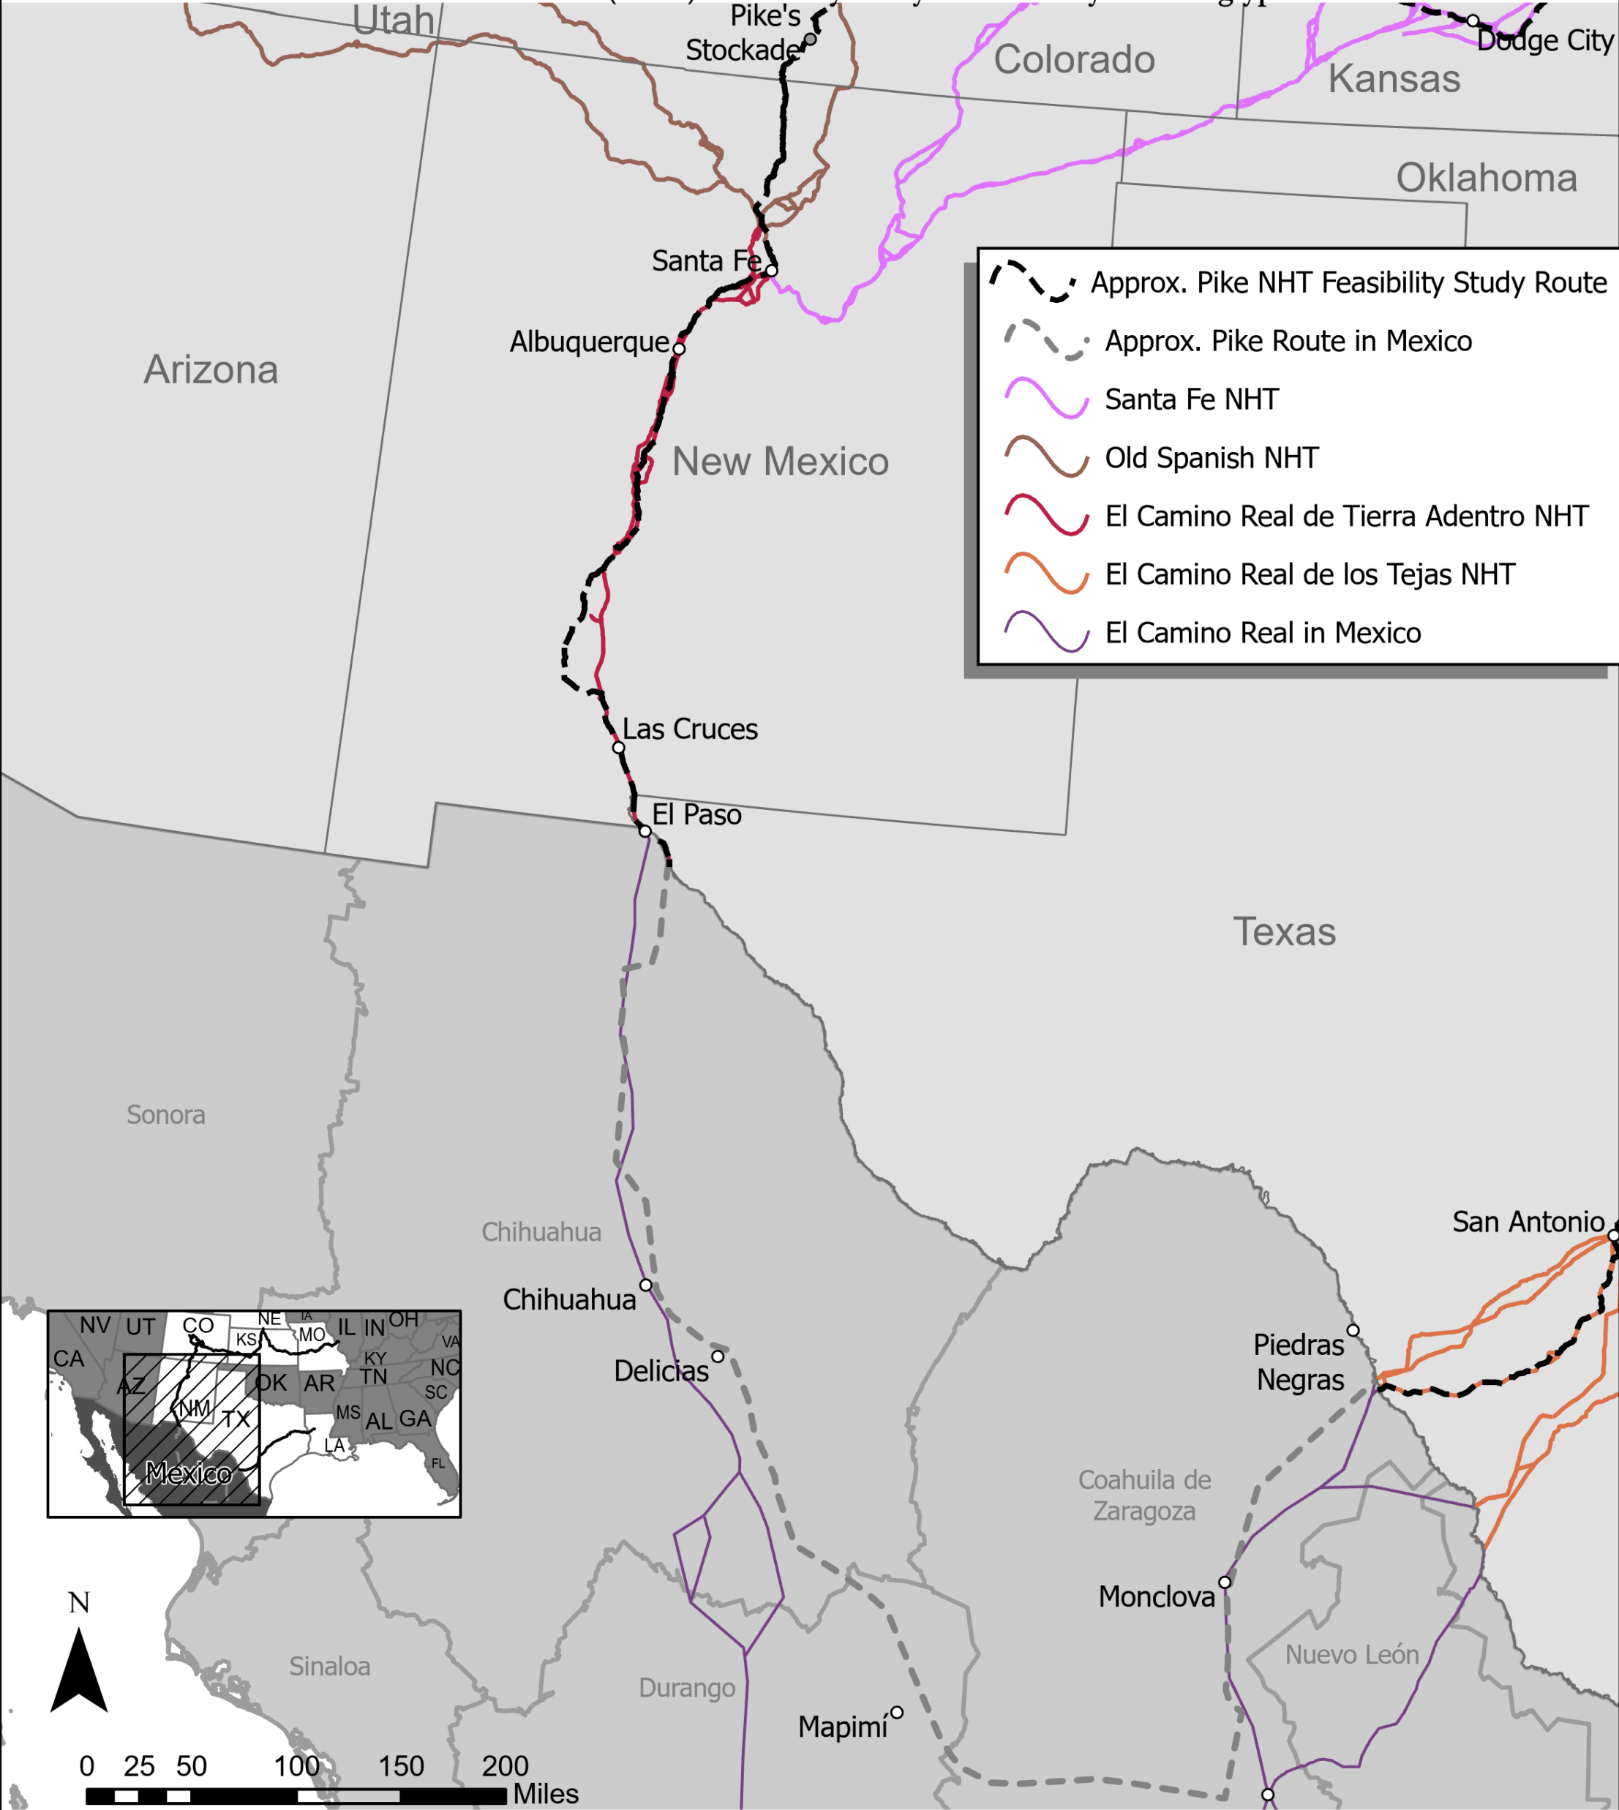 Utah
Pike's
Stockade
Colorado
Dodge City
Kansas
Oklahoma
Santa Fe
Albuquerque
Arizona
New Mexico
Approx. Pike NHT Feasibility Study Route
Approx. Pike Route in Mexico
Santa Fe NHT
Old Spanish NHT
El Camino Real de Tierra Adentro NHT
El Camino Real de los Tejas NHT
El Camino Real in Mexico
Las Cruces
El Paso
Texas
Sonora
Chihuahua
San Antonio
Chihuahua
Piedras
Negras
Delicias
Coahuila de
Zaragoza
Monclova
Nuevo León
Sinaloa
Durango
Mapimí
NV UT CO NE IA IL IN OH
CA KS MO VA
KY
AZ OK AR TN NC
SC
NM TX MS AL GA
LA
FL
Mexico
N
0 25 50 100 150 200
Miles